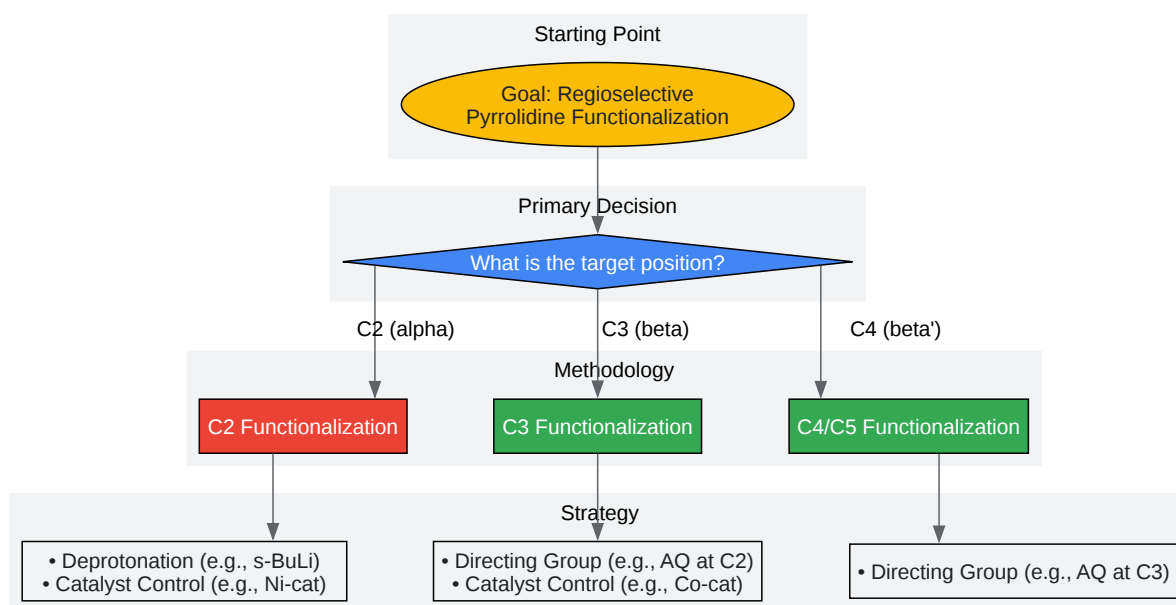 Starting Point
Goal: Regioselective
Pyrrolidine Functionalization
Primary Decision
What is the target position?
C2 (alpha)
C3 (beta)
C4 (beta')
Methodology
C2 Functionalization
C3 Functionalization
C4/C5 Functionalization
Strategy
• Deprotonation (e.g., s-BuLi)
• Catalyst Control (e.g., Ni-cat)
• Directing Group (e.g., AQ at C2)
• Catalyst Control (e.g., Co-cat)
• Directing Group (e.g., AQ at C3)